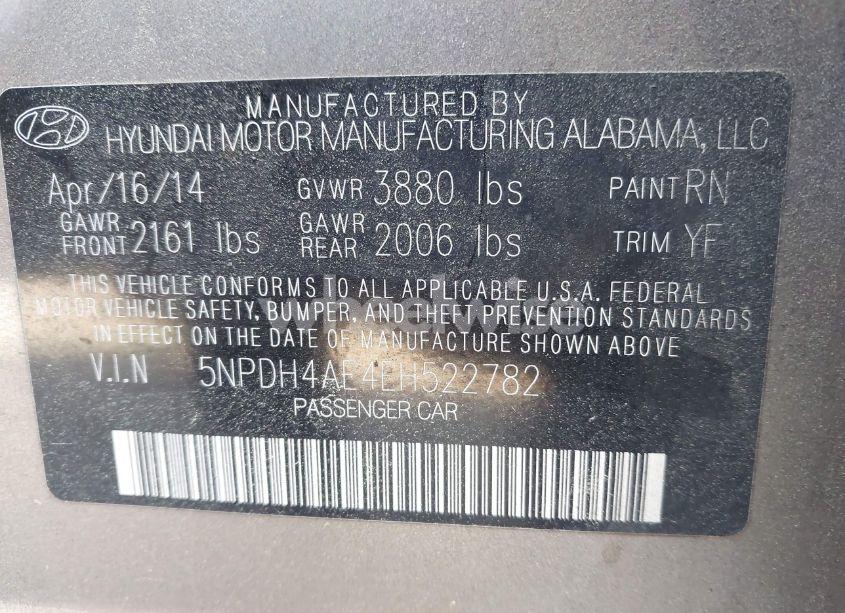 MANUFACTURED BY
HYUNDAI MOTOR MANUFACTURING ALABAMA, LLC
Apr/16/14 GVWR 3880 lbs PAINT RN
GAWR FRONT 2161 lbs GAWR REAR 2006 lbs TRIM YF
THIS VEHICLE CONFORMS TO ALL APPLICABLE U.S.A. FEDERAL
MOTOR VEHICLE SAFETY, BUMPER, AND THEFT PREVENTION STANDARDS
IN EFFECT ON THE DATE OF MANUFACTURE SHOWN ABOVE
V.I.N 5NPDH4AE4EH522782
PASSENGER CAR
wheelwise